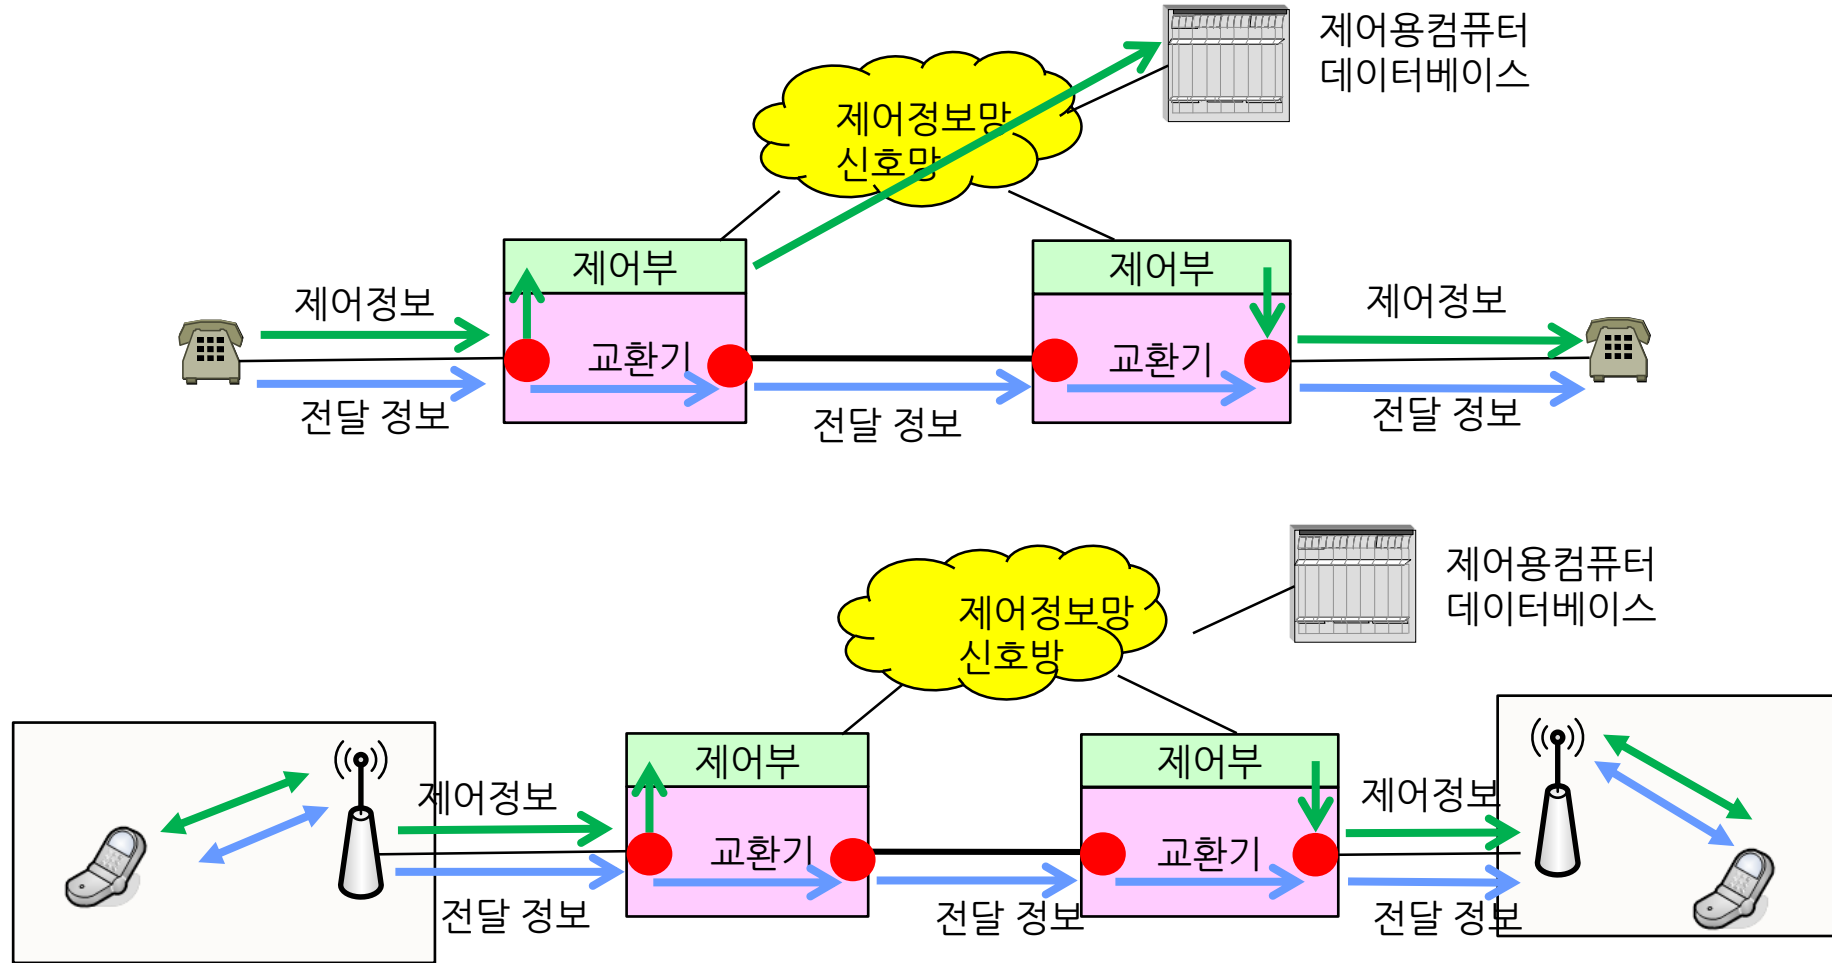 제어용컴퓨터
데이터베이스
제어정보망
신호망
제어부
제어부
제어정보
제어정보
교환기
교환기
전달 정보
전달 정보
전달 정보
제어용컴퓨터
데이터베이스
제어정보망
신호방
제어부
제어부
제어정보
제어정보
교환기
교환기
전달 정보
전달 정보
전달 정보